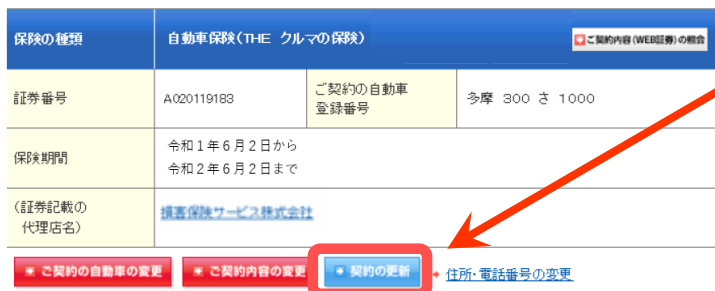 保険の種類
自動車保険(THE クルマの保険)
ご契約内容(WEB証券)の照会
証券番号
A020119183
ご契約の自動車
登録番号
多摩 300 さ 1000
保険期間
令和1年6月2日から
令和2年6月2日まで
(証券記載の
代理店名)
損害保険サービス株式会社
ご契約の自動車の変更
ご契約内容の変更
契約の更新
住所・電話番号の変更